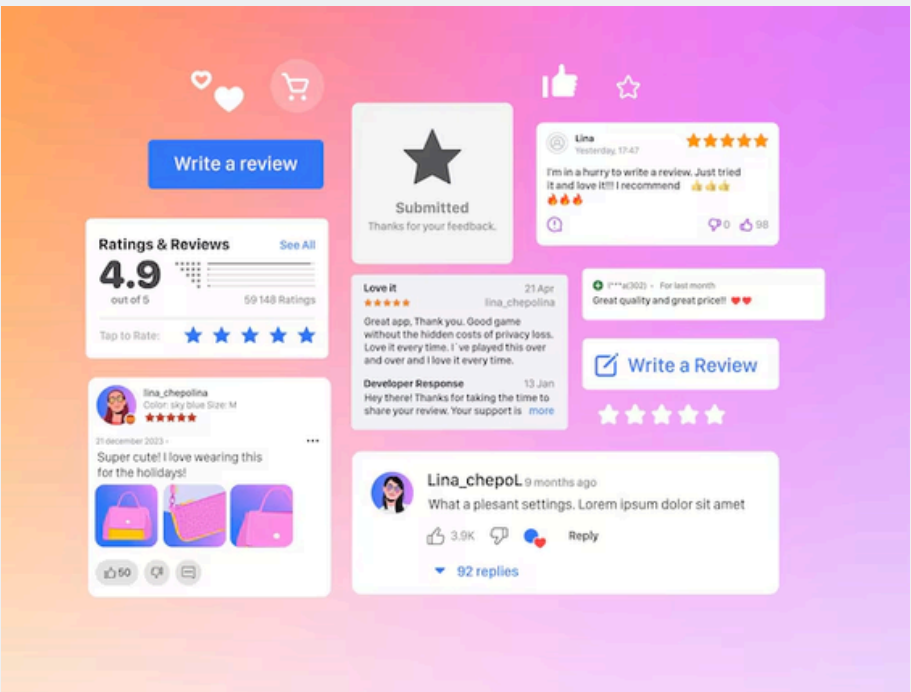 Write a review
Ratings & Reviews
See All
4.9
out of 5
59 148 Ratings
Tap to Rate:
lina_chepolina
Color: sky blue Size: M
21 december 2023
Super cute! I love wearing this
for the holidays!
50
Submitted
Thanks for your feedback.
Love it
21 Apr
lina_chepolina
Great app, Thank you. Good game
without the hidden costs of privacy loss.
Love it every time. I`ve played this over
and over and I love it every time.
Developer Response
13 Jan
Hey there! Thanks for taking the time to
share your review. Your support is more
Lina
Yesterday, 17:47
I'm in a hurry to write a review. Just tried
it and love it!!! I recommend 👍👍👍
🔥🔥🔥
0
98
i***a(302) • For last month
Great quality and great price!! ❤❤
Write a Review
Lina_chepoL 9 months ago
What a plesant settings. Lorem ipsum dolor sit amet
3.9K
Reply
92 replies